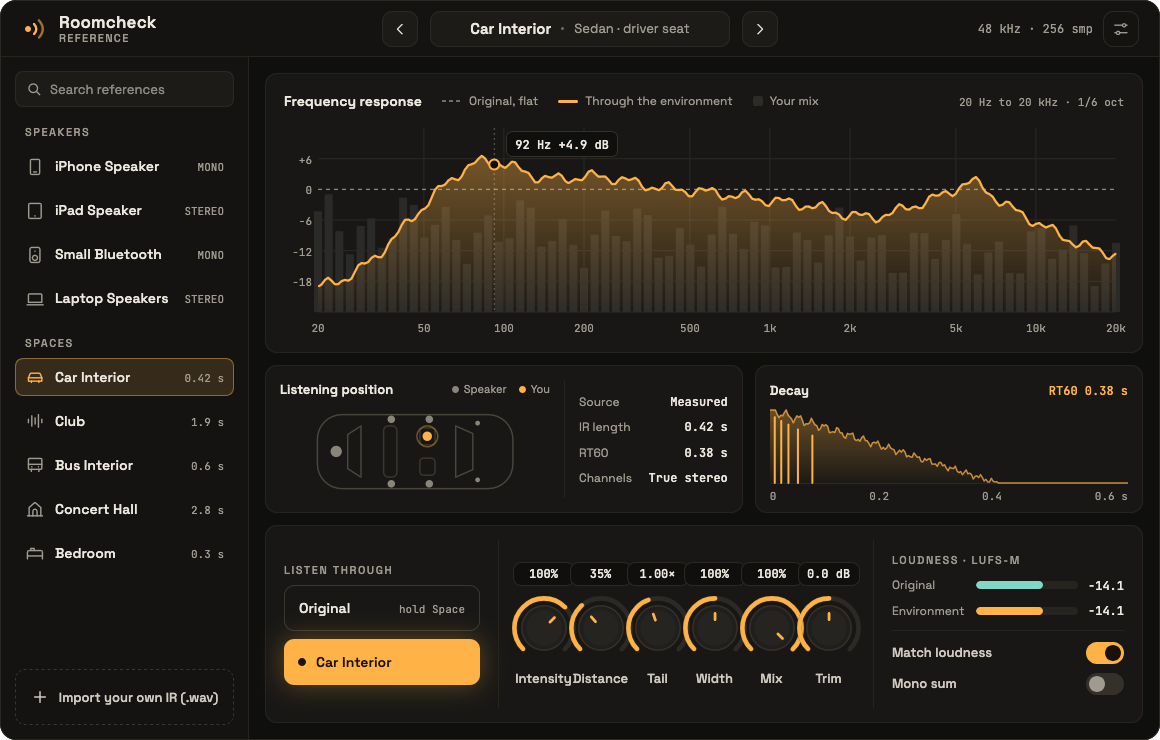 Roomcheck
REFERENCE
Car Interior · Sedan · driver seat
48 kHz · 256 smp
Search references
SPEAKERS
iPhone Speaker MONO
iPad Speaker STEREO
Small Bluetooth MONO
Laptop Speakers STEREO
SPACES
Car Interior 0.42 s
Club 1.9 s
Bus Interior 0.6 s
Concert Hall 2.8 s
Bedroom 0.3 s
Import your own IR (.wav)
Frequency response Original, flat Through the environment Your mix 20 Hz to 20 kHz · 1/6 oct
92 Hz +4.9 dB
+6
0
-6
-12
-18
20 50 100 200 500 1k 2k 5k 10k 20k
Listening position Speaker You
Source Measured
IR length 0.42 s
RT60 0.38 s
Channels True stereo
Decay RT60 0.38 s
0 0.2 0.4 0.6 s
LISTEN THROUGH
Original hold Space
Car Interior
100% 35% 1.00× 100% 100% 0.0 dB
Intensity Distance Tail Width Mix Trim
LOUDNESS · LUFS-M
Original -14.1
Environment -14.1
Match loudness
Mono sum